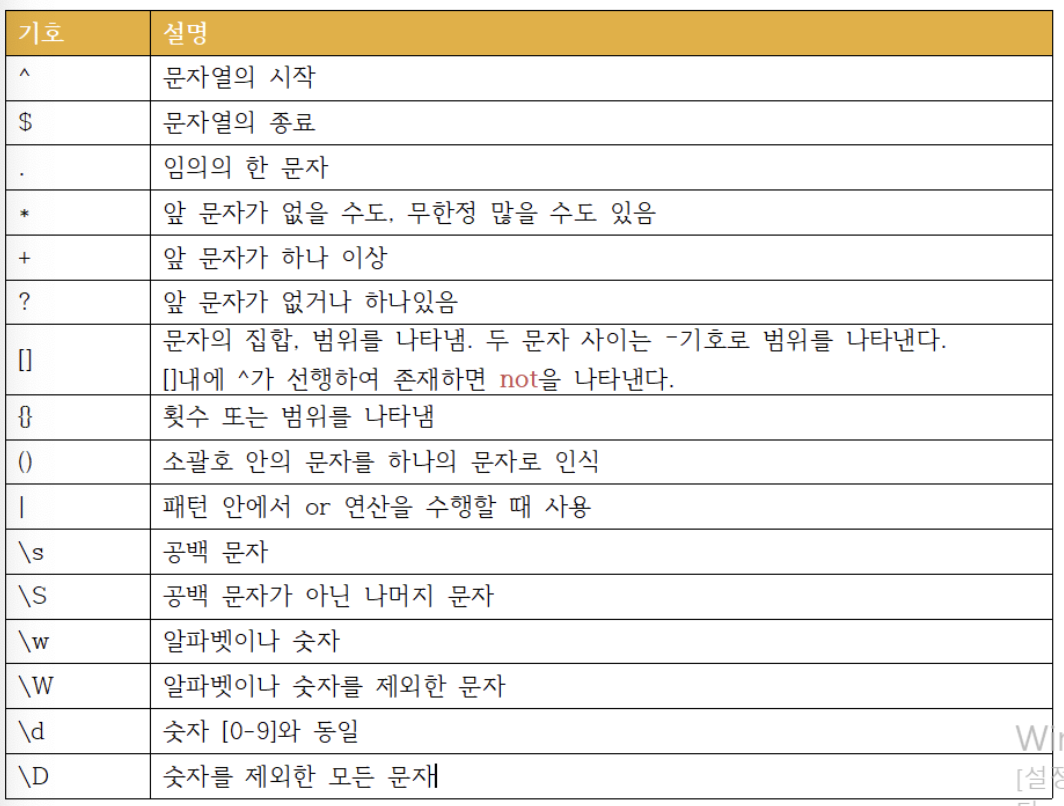 기호 설명
^ 문자열의 시작
$ 문자열의 종료
. 임의의 한 문자
* 앞 문자가 없을 수도, 무한정 많을 수도 있음
+ 앞 문자가 하나 이상
? 앞 문자가 없거나 하나있음
[] 문자의 집합, 범위를 나타냄. 두 문자 사이는 -기호로 범위를 나타낸다.
[]내에 ^가 선행하여 존재하면 not을 나타낸다.
{} 횟수 또는 범위를 나타냄
() 소괄호 안의 문자를 하나의 문자로 인식
| 패턴 안에서 or 연산을 수행할 때 사용
\s 공백 문자
\S 공백 문자가 아닌 나머지 문자
\w 알파벳이나 숫자
\W 알파벳이나 숫자를 제외한 문자
\d 숫자 [0-9]와 동일
\D 숫자를 제외한 모든 문자